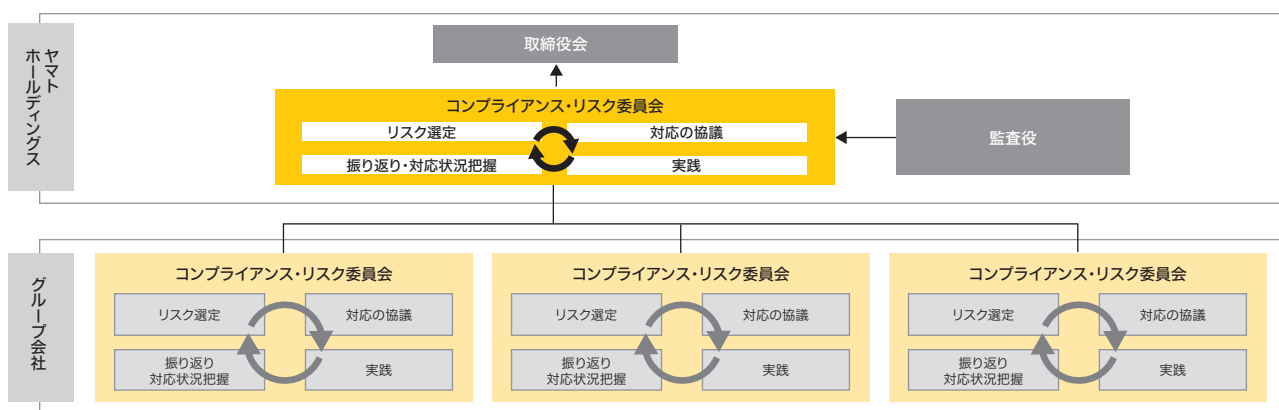 ヤマト
ホールディングス
取締役会
コンプライアンス・リスク委員会
リスク選定
対応の協議
振り返り・対応状況把握
実践
監査役
グループ会社
コンプライアンス・リスク委員会
リスク選定
対応の協議
振り返り
対応状況把握
実践
コンプライアンス・リスク委員会
リスク選定
対応の協議
振り返り
対応状況把握
実践
コンプライアンス・リスク委員会
リスク選定
対応の協議
振り返り
対応状況把握
実践